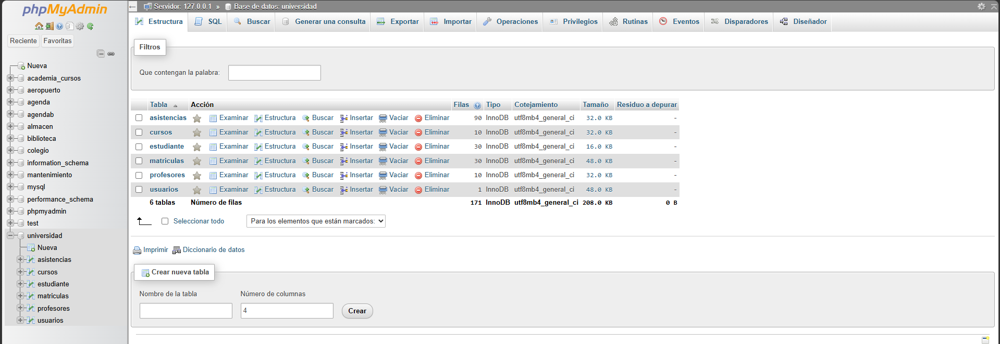 phpMyAdmin
Reciente Favoritas
Nueva
academia_cursos
aeropuerto
agenda
agendab
almacen
biblioteca
colegio
information_schema
mantenimiento
mysql
performance_schema
phpmyadmin
test
universidad
Nueva
asistencias
cursos
estudiante
matriculas
profesores
usuarios
Servidor: 127.0.0.1 » Base de datos: universidad
Estructura SQL Buscar Generar una consulta Exportar Importar Operaciones Privilegios Rutinas Eventos Disparadores Diseñador
Filtros
Que contengan la palabra:
Tabla Acción Filas Tipo Cotejamiento Tamaño Residuo a depurar
asistencias Examinar Estructura Buscar Insertar Vaciar Eliminar 90 InnoDB utf8mb4_general_ci 32.0 KB -
cursos Examinar Estructura Buscar Insertar Vaciar Eliminar 10 InnoDB utf8mb4_general_ci 32.0 KB -
estudiante Examinar Estructura Buscar Insertar Vaciar Eliminar 30 InnoDB utf8mb4_general_ci 16.0 KB -
matriculas Examinar Estructura Buscar Insertar Vaciar Eliminar 30 InnoDB utf8mb4_general_ci 48.0 KB -
profesores Examinar Estructura Buscar Insertar Vaciar Eliminar 10 InnoDB utf8mb4_general_ci 32.0 KB -
usuarios Examinar Estructura Buscar Insertar Vaciar Eliminar 1 InnoDB utf8mb4_general_ci 48.0 KB -
6 tablas Número de filas 171 InnoDB utf8mb4_general_ci 208.0 KB 0 B
Seleccionar todo Para los elementos que están marcados:
Imprimir Diccionario de datos
Crear nueva tabla
Nombre de la tabla Número de columnas
4 Crear